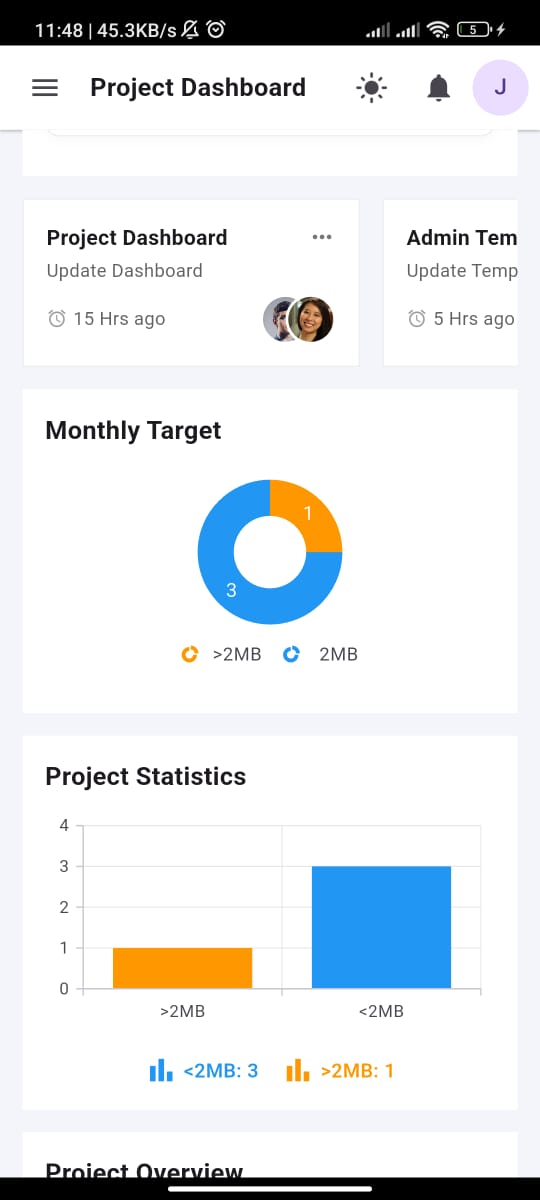 11:48 | 45.3KB/s
5
Project Dashboard
J
Project Dashboard
Update Dashboard
15 Hrs ago
Admin Tem
Update Temp
5 Hrs ago
Monthly Target
1
3
>2MB 2MB
Project Statistics
4
3
2
1
0
>2MB <2MB
<2MB: 3 >2MB: 1
Project Overview